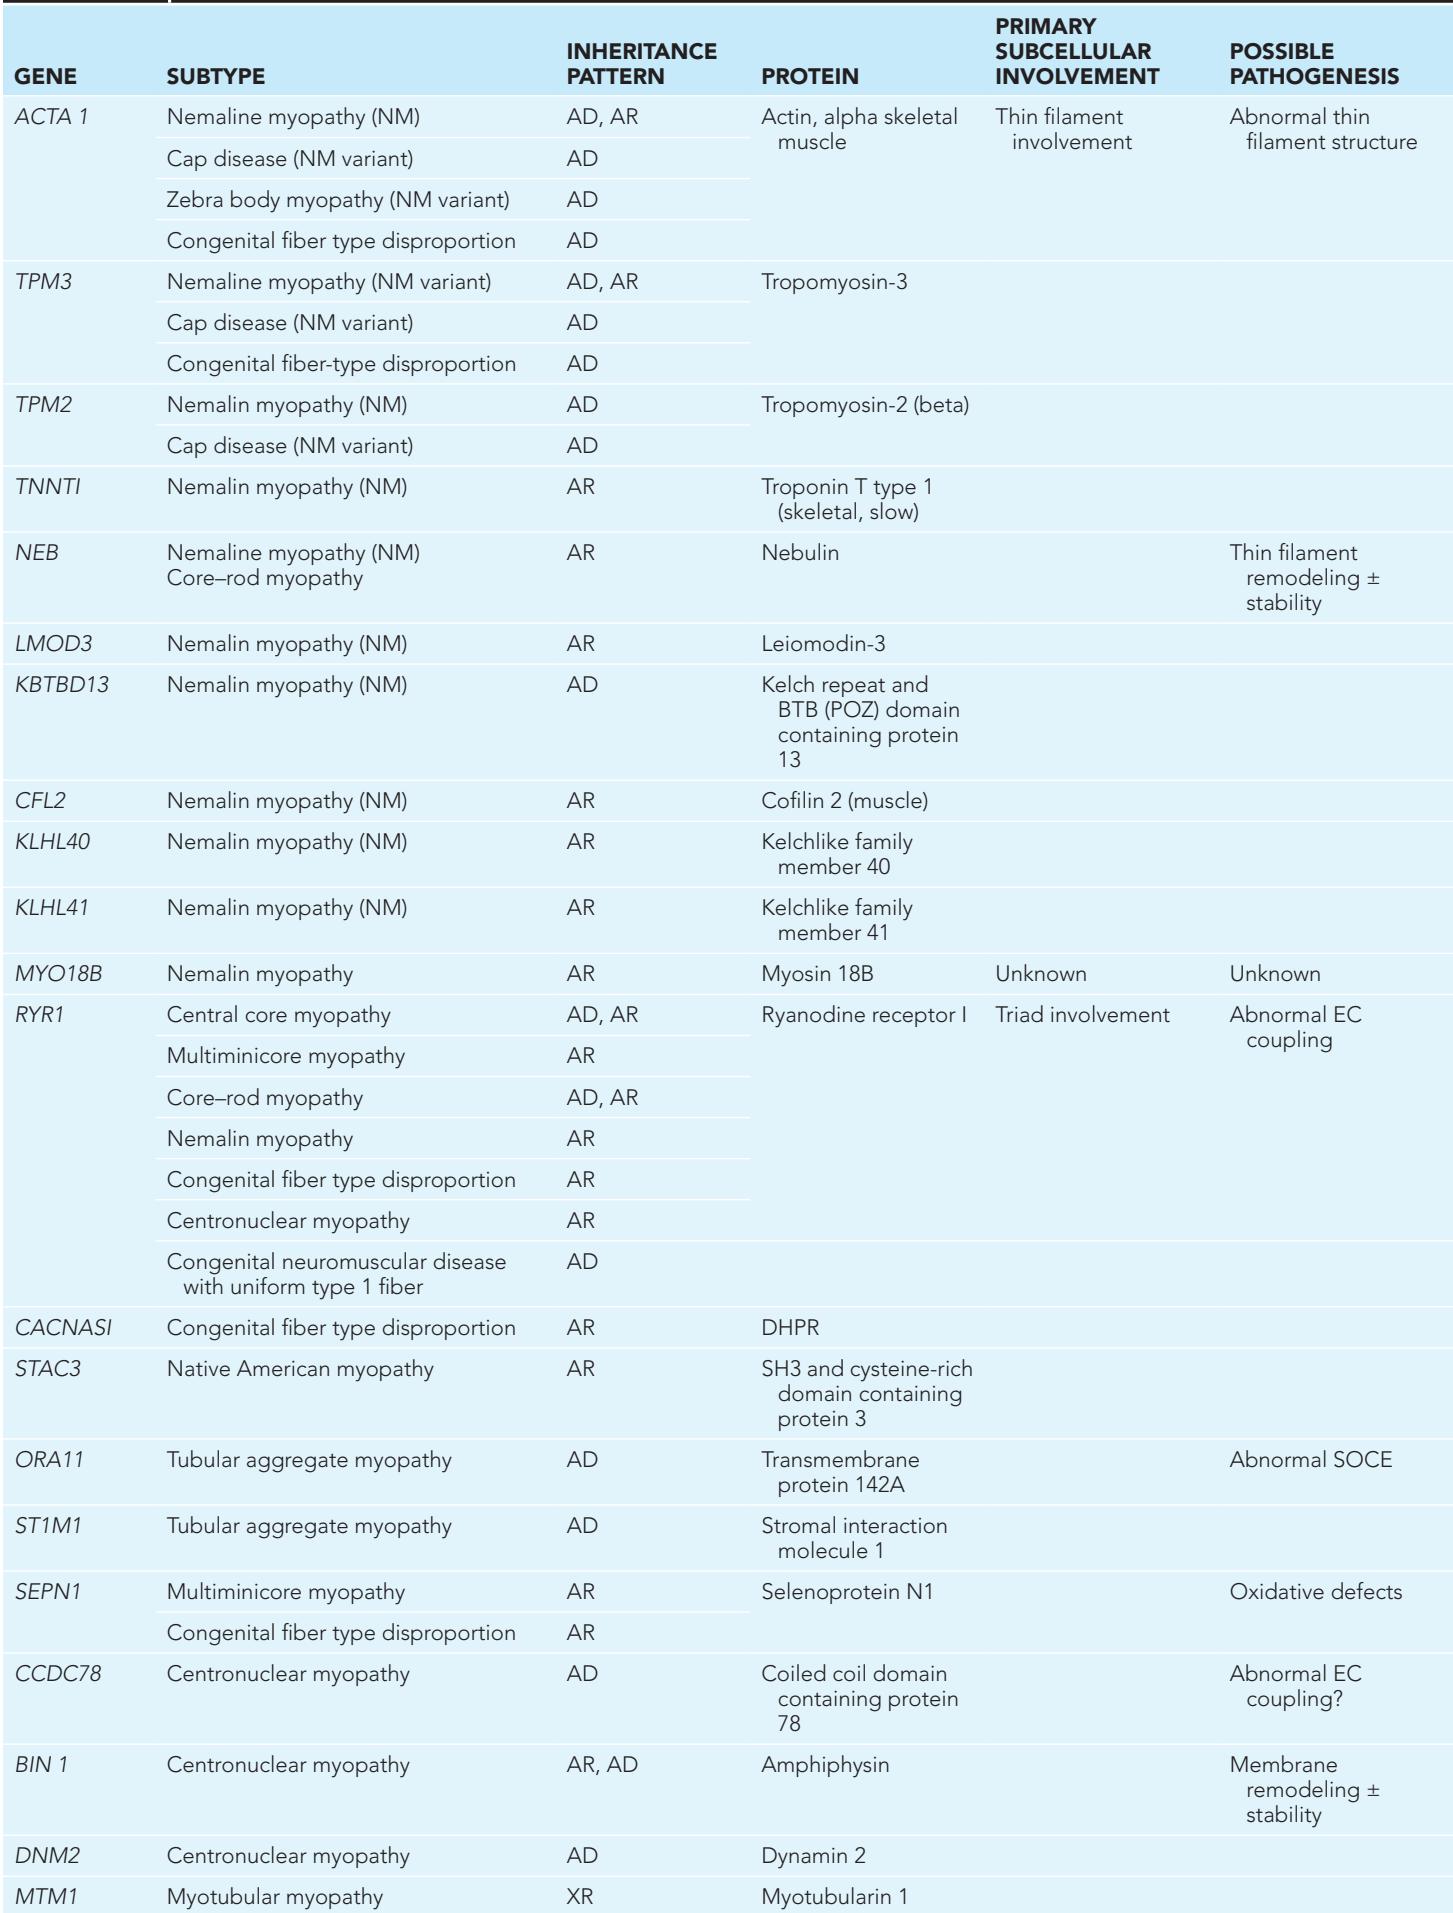 GENE SUBTYPE INHERITANCE PATTERN PROTEIN PRIMARY SUBCELLULAR INVOLVEMENT POSSIBLE PATHOGENESIS
ACTA 1 Nemaline myopathy (NM) AD, AR Actin, alpha skeletal muscle Thin filament involvement Abnormal thin filament structure
Cap disease (NM variant) AD
Zebra body myopathy (NM variant) AD
Congenital fiber type disproportion AD
TPM3 Nemaline myopathy (NM variant) AD, AR Tropomyosin-3
Cap disease (NM variant) AD
Congenital fiber-type disproportion AD
TPM2 Nemalin myopathy (NM) AD Tropomyosin-2 (beta)
Cap disease (NM variant) AD
TNNTI Nemalin myopathy (NM) AR Troponin T type 1 (skeletal, slow)
NEB Nemaline myopathy (NM) Core–rod myopathy AR Nebulin Thin filament remodeling ± stability
LMOD3 Nemalin myopathy (NM) AR Leiomodin-3
KBTBD13 Nemalin myopathy (NM) AD Kelch repeat and BTB (POZ) domain containing protein 13
CFL2 Nemalin myopathy (NM) AR Cofilin 2 (muscle)
KLHL40 Nemalin myopathy (NM) AR Kelchlike family member 40
KLHL41 Nemalin myopathy (NM) AR Kelchlike family member 41
MYO18B Nemalin myopathy AR Myosin 18B Unknown Unknown
RYR1 Central core myopathy AD, AR Ryanodine receptor I Triad involvement Abnormal EC coupling
Multiminicore myopathy AR
Core–rod myopathy AD, AR
Nemalin myopathy AR
Congenital fiber type disproportion AR
Centronuclear myopathy AR
Congenital neuromuscular disease with uniform type 1 fiber AD
CACNASI Congenital fiber type disproportion AR DHPR
STAC3 Native American myopathy AR SH3 and cysteine-rich domain containing protein 3
ORA11 Tubular aggregate myopathy AD Transmembrane protein 142A Abnormal SOCE
ST1M1 Tubular aggregate myopathy AD Stromal interaction molecule 1
SEPN1 Multiminicore myopathy AR Selenoprotein N1 Oxidative defects
Congenital fiber type disproportion AR
CCDC78 Centronuclear myopathy AD Coiled coil domain containing protein 78 Abnormal EC coupling?
BIN 1 Centronuclear myopathy AR, AD Amphiphysin Membrane remodeling ± stability
DNM2 Centronuclear myopathy AD Dynamin 2
MTM1 Myotubular myopathy XR Myotubularin 1